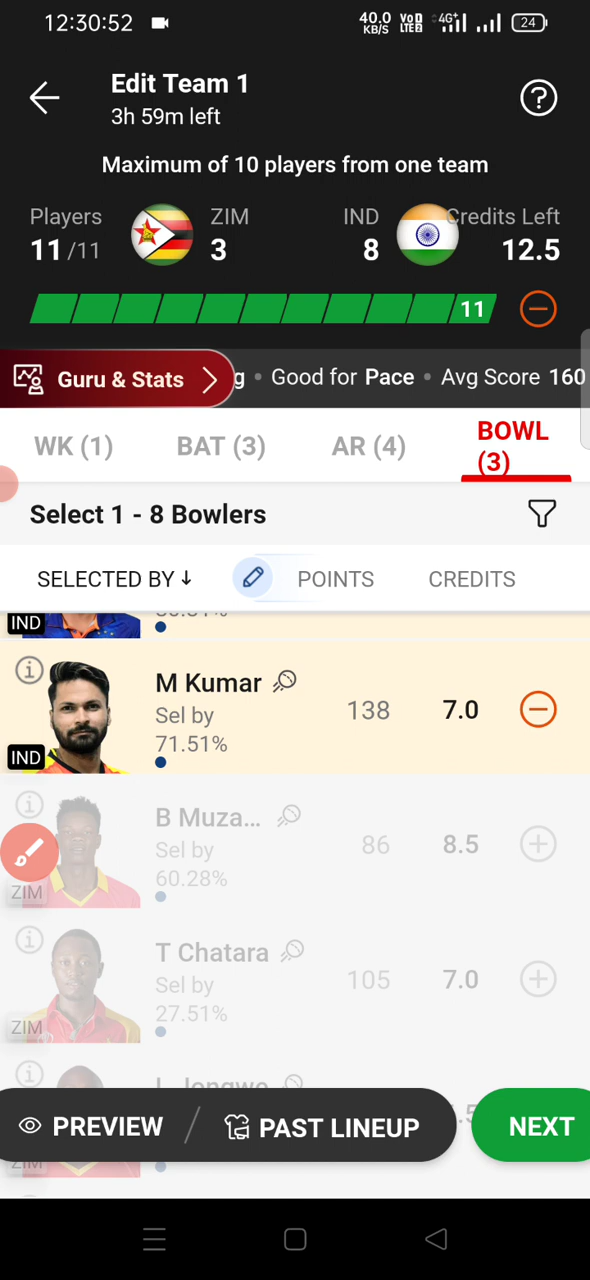 12:30:52
40.0 KB/S VoD LTE2 4G+ 24
Edit Team 1
3h 59m left
Maximum of 10 players from one team
Players ZIM IND Credits Left
11/11 3 8 12.5
11
Guru & Stats g • Good for Pace • Avg Score 160
WK (1) BAT (3) AR (4) BOWL (3)
Select 1 - 8 Bowlers
SELECTED BY ↓ POINTS CREDITS
IND
M Kumar
Sel by
71.51%
138 7.0
IND
B Muza...
Sel by
60.28%
86 8.5
ZIM
T Chatara
Sel by
27.51%
105 7.0
ZIM
PREVIEW / PAST LINEUP NEXT
ZIM